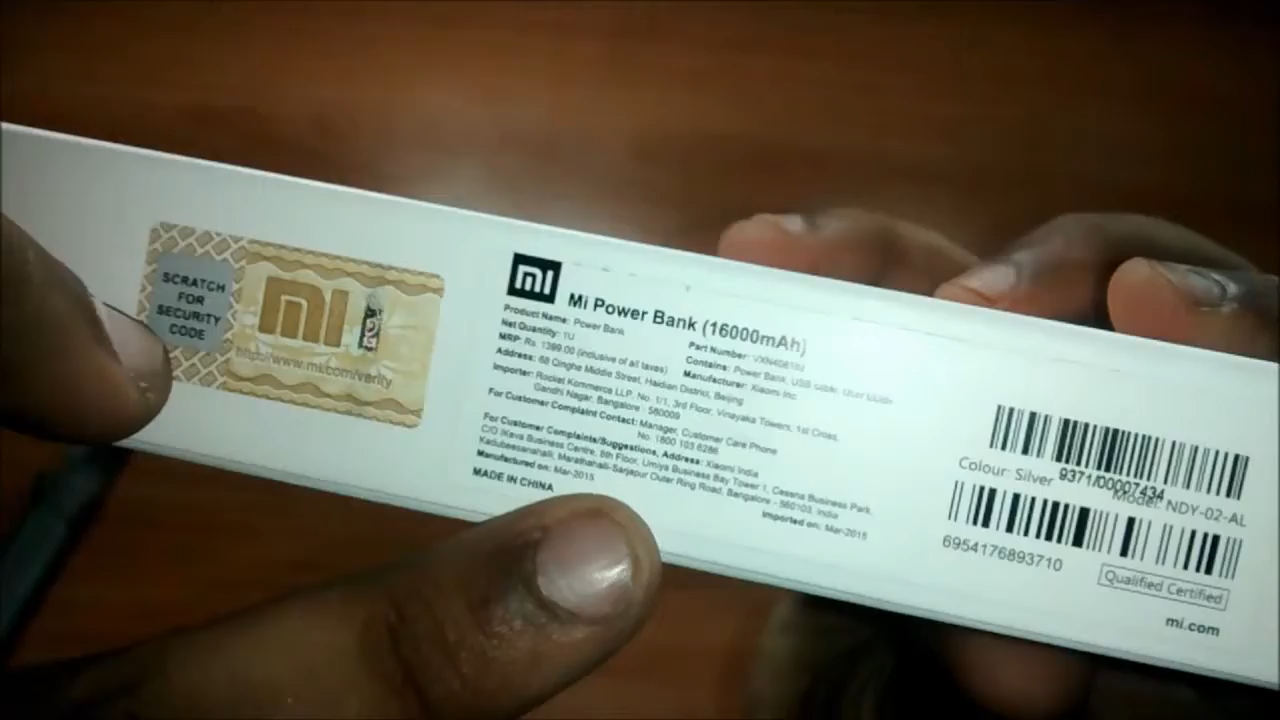 SCRATCH
FOR
SECURITY
CODE
mi
http://www.mi.com/verify
mi
Mi Power Bank (16000mAh)
Product Name: Power Bank
Net Quantity: 1U
Part Number:
MRP: Rs. 1399.00 (inclusive of all taxes)
Contains: Power Bank, USB cable, User Guide
Manufacturer: Xiaomi Inc
Address: 68 Qinghe Middle Street, Haidian District, Beijing
Importer: Rocket Kommerce LLP, No. 1/1, 3rd Floor, Vinayaka Towers, 1st Cross,
Gandhi Nagar, Bangalore - 560009
For Customer Complaint Contact: Manager, Customer Care Phone
No: 1800 103 6286
For Customer Complaints/Suggestions, Address: Xiaomi India
C/O iKeva Business Centre, 8th Floor, Umiya Business Bay Tower 1, Cessna Business Park,
Kadubeesanahalli, Marathahalli-Sarjapur Outer Ring Road, Bangalore - 560103, India
Manufactured on: Mar-2015
Imported on: Mar-2015
MADE IN CHINA
9371/00007434
Colour: Silver
Model: NDY-02-AL
6954176893710
Qualified Certified
mi.com